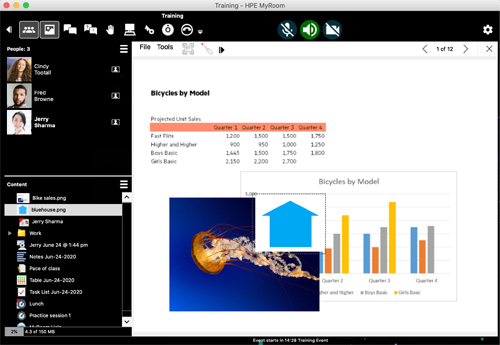 Training - HPE MyRoom
Training
People: 3
Cindy
Tootall
Fred
Browne
Jerry
Sharma
File Tools
1 of 12
Bicycles by Model
Projected Unit Sales
Quarter 1 Quarter 2 Quarter 3 Quarter 4
Fast Flite 1,200 1,500 1,500 1,750
Higher and Higher 900 950 1,000 1,250
Boys Basic 1,445 1,500 1,750 1,800
Girls Basic 2,150 2,200 2,700
Content
Bike sales.png
bluehouse.png
Jerry Sharma
Work
Jerry June 24 @ 1:44 pm
Notes Jun-24-2020
Pace of class
Table Jun-24-2020
Task List Jun-24-2020
Lunch
Practice session 1
2% 4.3 of 150 MB
Bicycles by Model
Quarter 2 Quarter 3 Quarter 4
gher and Higher Boys Basic Girls Basic
Event starts in 14:28 Training Event